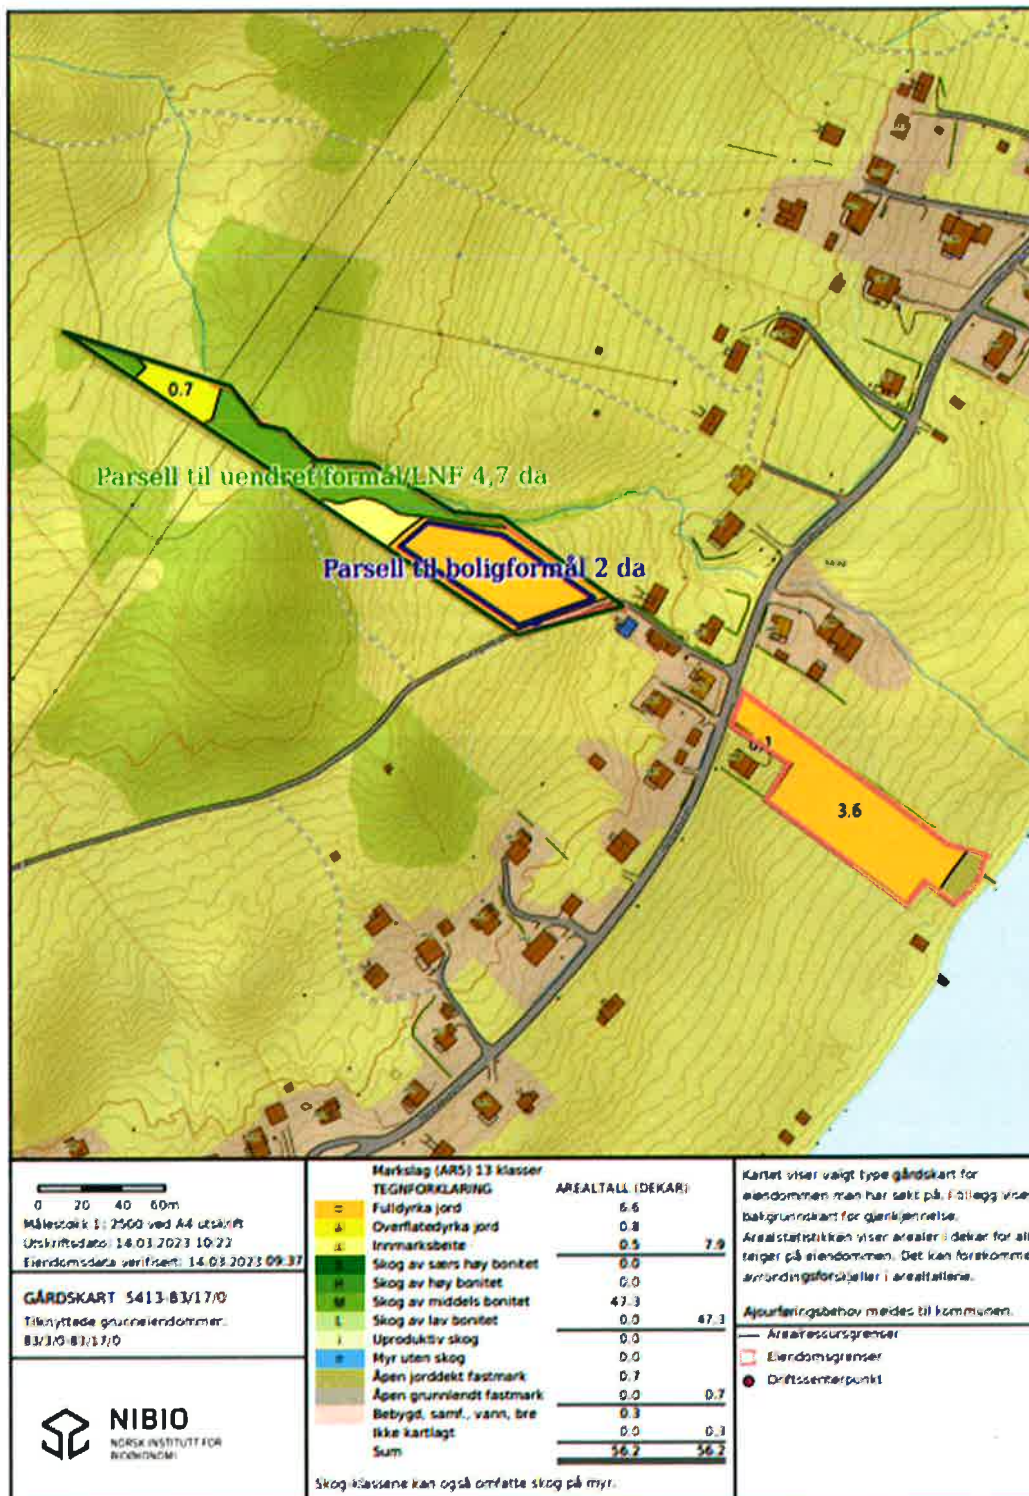 0.7
Parsell til uendret formål/LNF 4,7 da
Parsell til boligformål 2 da
3.6
0 20 40 60m
Målestokk 1: 2500 ved A4 utskrift
Utskriftsdato: 14.03.2023 10:22
Eiendomsdata verifisert: 14.03.2023 09:37
GÅRDSKART 5413-83/17/0
Tilknyttede grunneiendommer:
83/3/0-83/17/0
NIBIO
NORSK INSTITUTT FOR
BIOØKONOMI
Markslag (AR5) 13 klasser
TEGNFORKLARING AREALTALL (DEKAR)
Fulldyrka jord 6.6
Overflatedyrka jord 0.8
Innmarksbeite 0.5 7.9
Skog av særs høy bonitet 0.0
H Skog av høy bonitet 0.0
M Skog av middels bonitet 47.3
L Skog av lav bonitet 0.0 47.3
Uproduktiv skog 0.0
Myr uten skog 0.0
Åpen jorddekt fastmark 0.7
Åpen grunnlendt fastmark 0.0 0.7
Bebygd, samf., vann, bre 0.3
Ikke kartlagt 0.0 0.3
Sum 56.2 56.2
Skog-klassene kan også omfatte skog på myr.
Kartet viser valgt type gårdskart for
eiendommen man har søkt på. I tillegg vises
bakgrunnskart for gjenkjennelse.
Arealstatistikken viser arealer i dekar for alle
teiger på eiendommen. Det kan forekomme
avrundingsforskjeller i arealtallene.
Ajourføringsbehov meldes til kommunen.
Arealressursgrenser
Eiendomsgrenser
Driftssenterpunkt